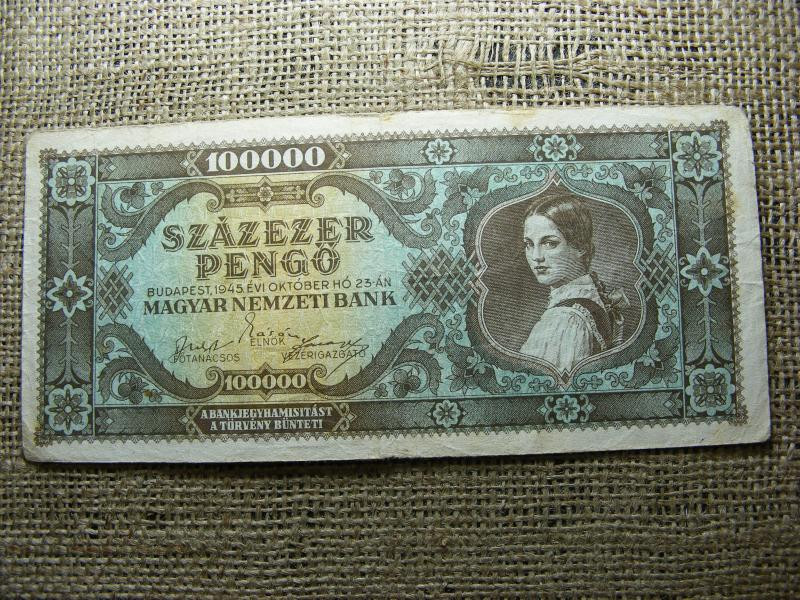 100000
SZÁZEZER
PENGŐ
BUDAPEST, 1945. ÉVI OKTÓBER HÓ 23-ÁN
MAGYAR NEMZETI BANK
ELNÖK
FŐTANÁCSOS
VEZÉRIGAZGATÓ
100000
A BANKJEGYHAMISITÁST
A TÖRVÉNY BÜNTETI